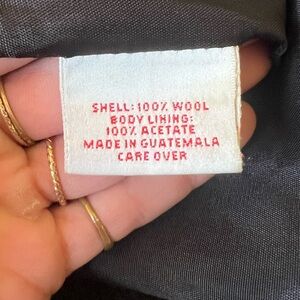 SHELL: 100% WOOL
BODY LINING:
100% ACETATE
MADE IN GUATEMALA
CARE OVER